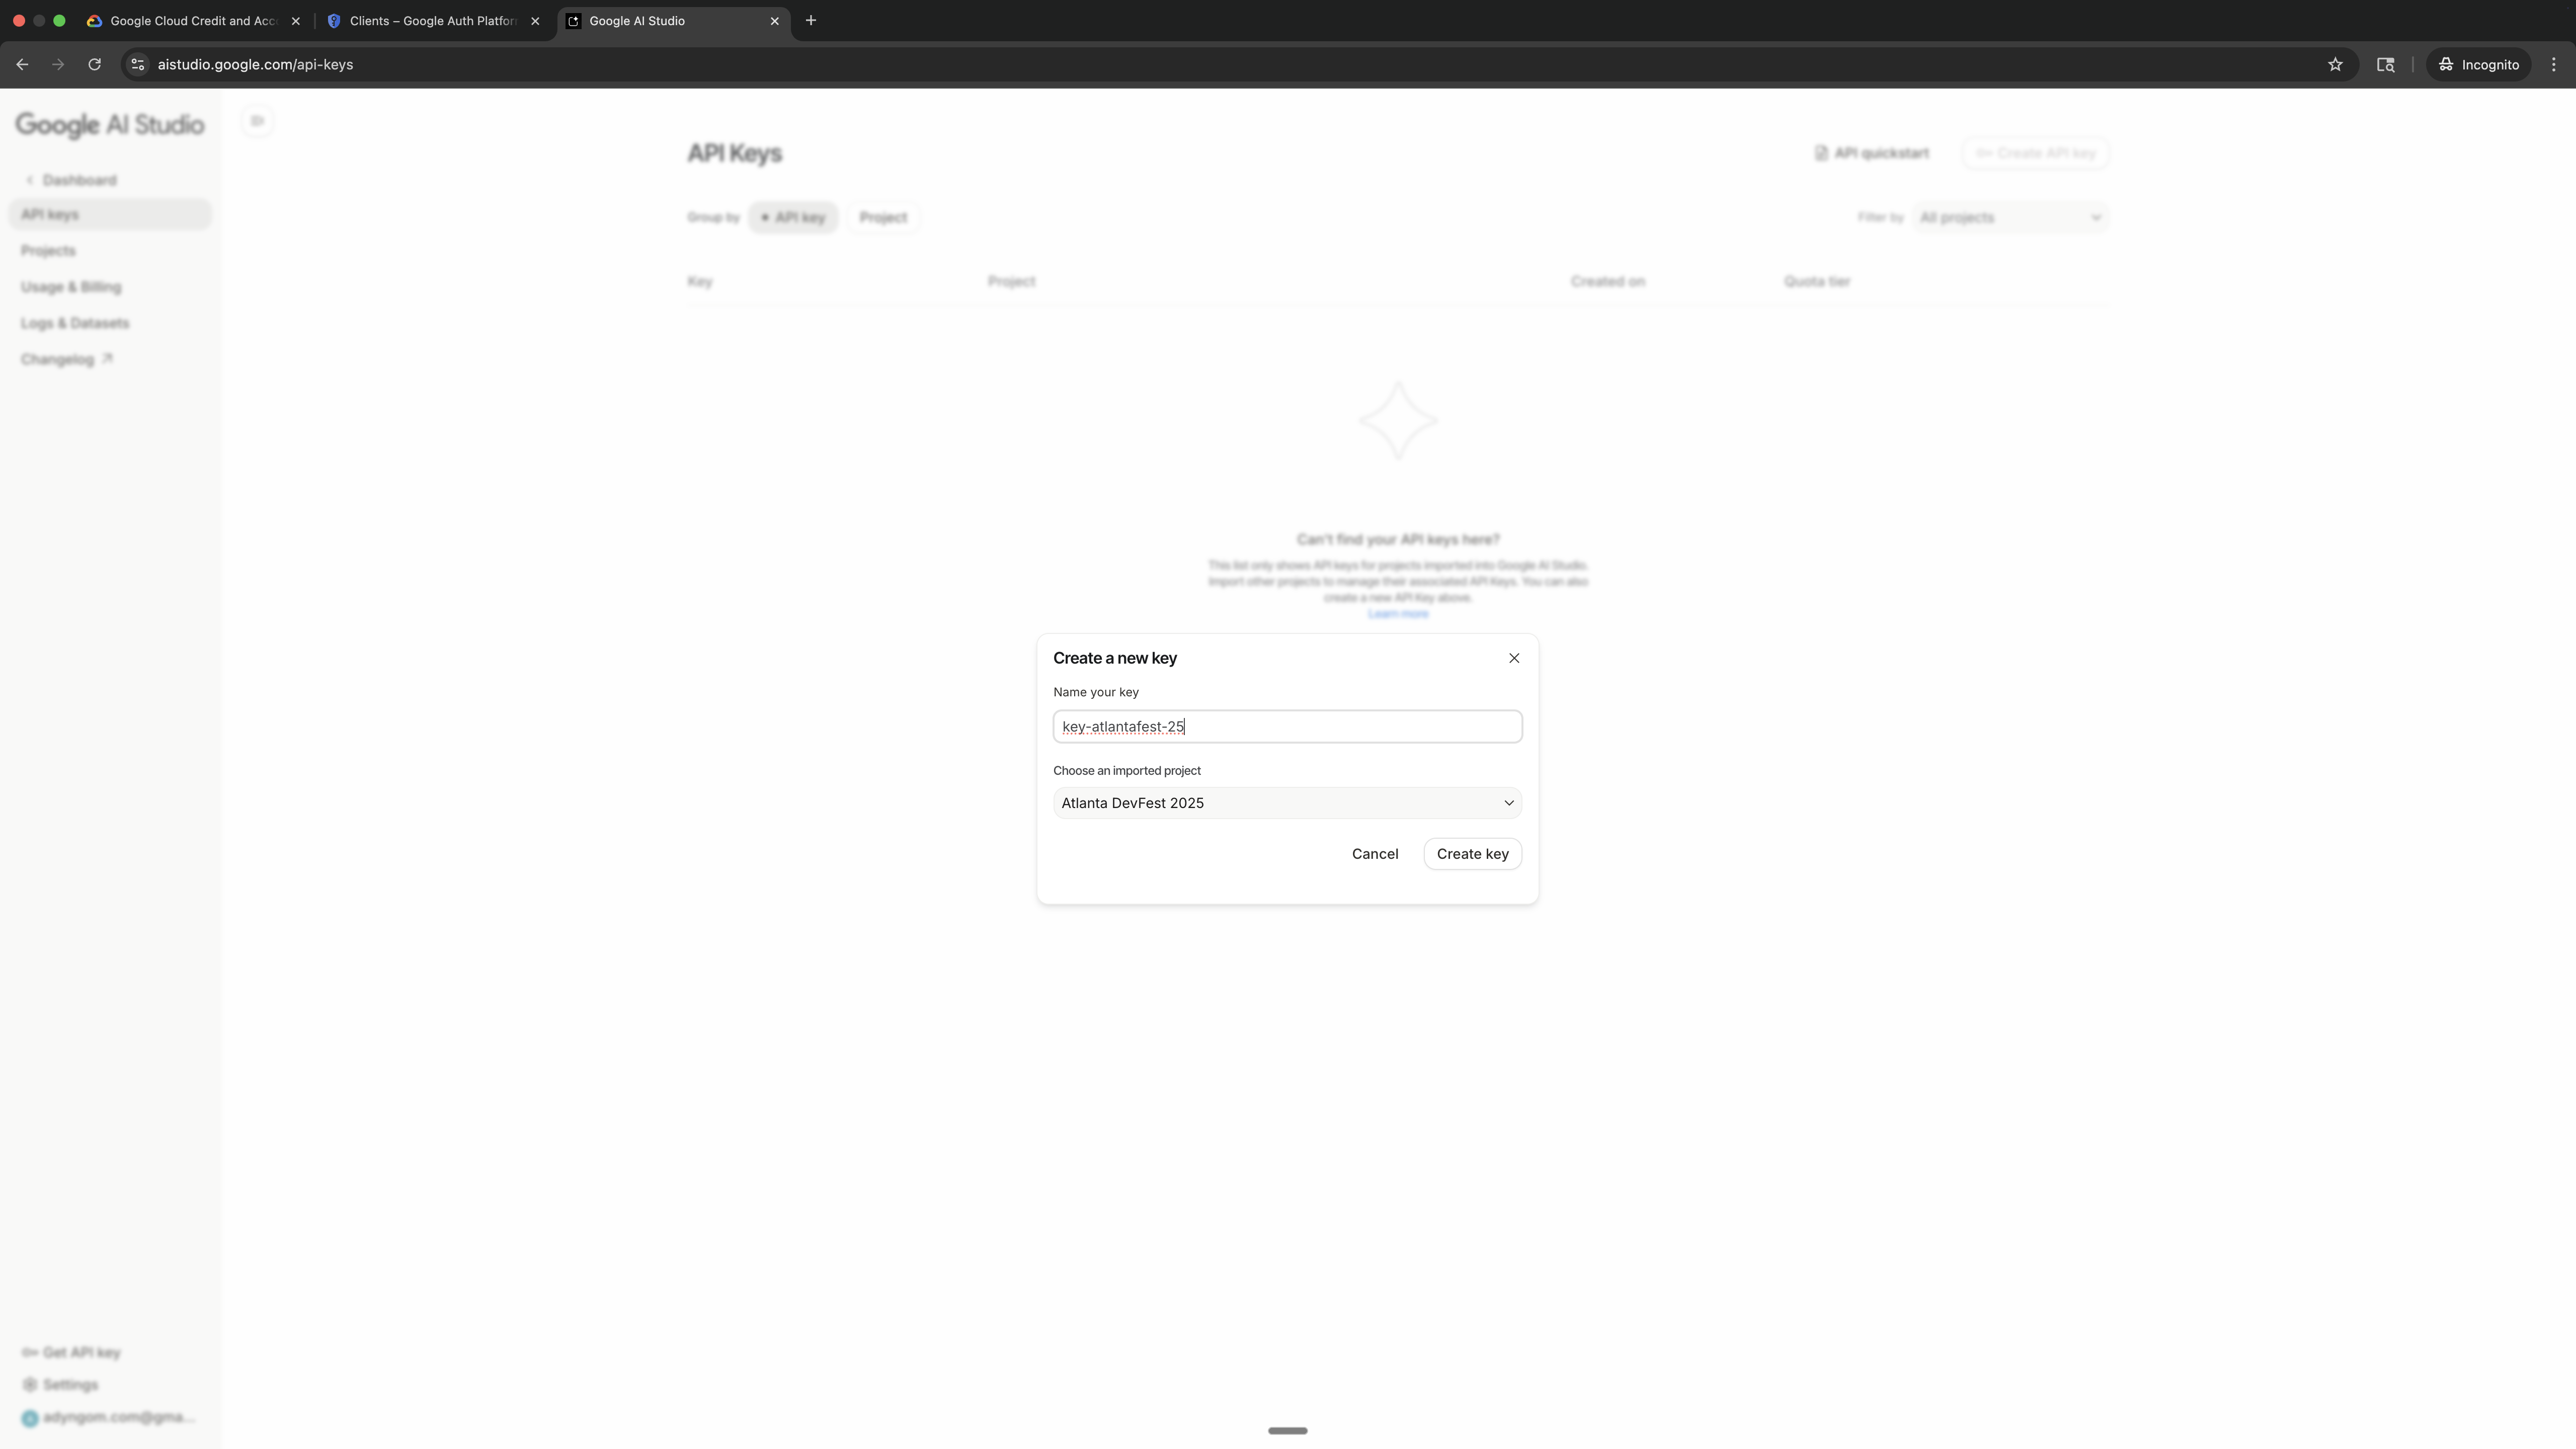 Google Cloud Credit and Acc
Clients – Google Auth Platfor
Google AI Studio
aistudio.google.com/api-keys
Incognito
Google AI Studio
Dashboard
API keys
Projects
Usage & Billing
Logs & Datasets
Changelog
API Keys
API quickstart
Create API key
Group by
API key
Project
Filter by
All projects
Key
Project
Created on
Quota tier
Can't find your API keys here?
This list only shows API keys for projects imported into Google AI Studio.
Import other projects to manage their associated API Keys. You can also
create a new API Key above.
Learn more
Create a new key
Name your key
key-atlantafest-25
Choose an imported project
Atlanta DevFest 2025
Cancel
Create key
Get API key
Settings
adyngom.com@gma...